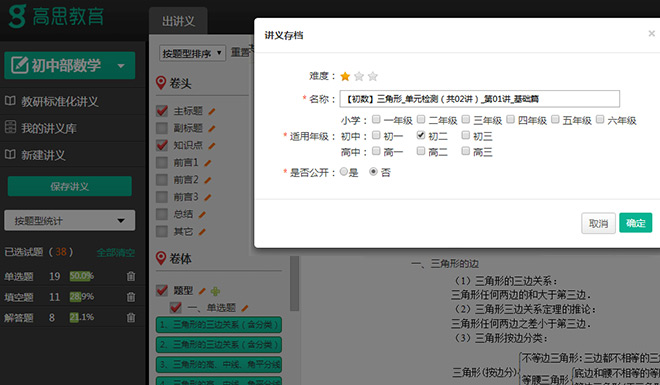 高思教育
初中部数学
教研标准化讲义
我的讲义库
新建讲义
保存讲义
按题型统计
已选试题（38） 全部清空
单选题 19 50.0%
填空题 11 28.9%
解答题 8 21.1%
出讲义
按题型排序 重置
卷头
主标题
副标题
知识点
前言1
前言2
前言3
总结
其它
卷体
题型
一、单选题
1、三角形的三边关系（含分类）
2、三角形的三边关系（含分类）
3、三角形的高、中线、角平分线
讲义存档 ×
难度：
* 名称： 【初数】三角形_单元检测（共02讲）_第01讲_基础篇
小学： 一年级 二年级 三年级 四年级 五年级 六年级
* 适用年级： 初中： 初一 初二 初三
高中： 高一 高二 高三
* 是否公开： 是 否
取消 确定
一、三角形的边
（1）三角形的三边关系：
三角形任何两边的和大于第三边．
（2）三角形三边关系定理的推论：
三角形任何两边之差小于第三边．
（3）三角形按边分类：
三角形(按边分)
不等边三角形：三边都不相等的三
等腰三角形
底边和腰不相等的等